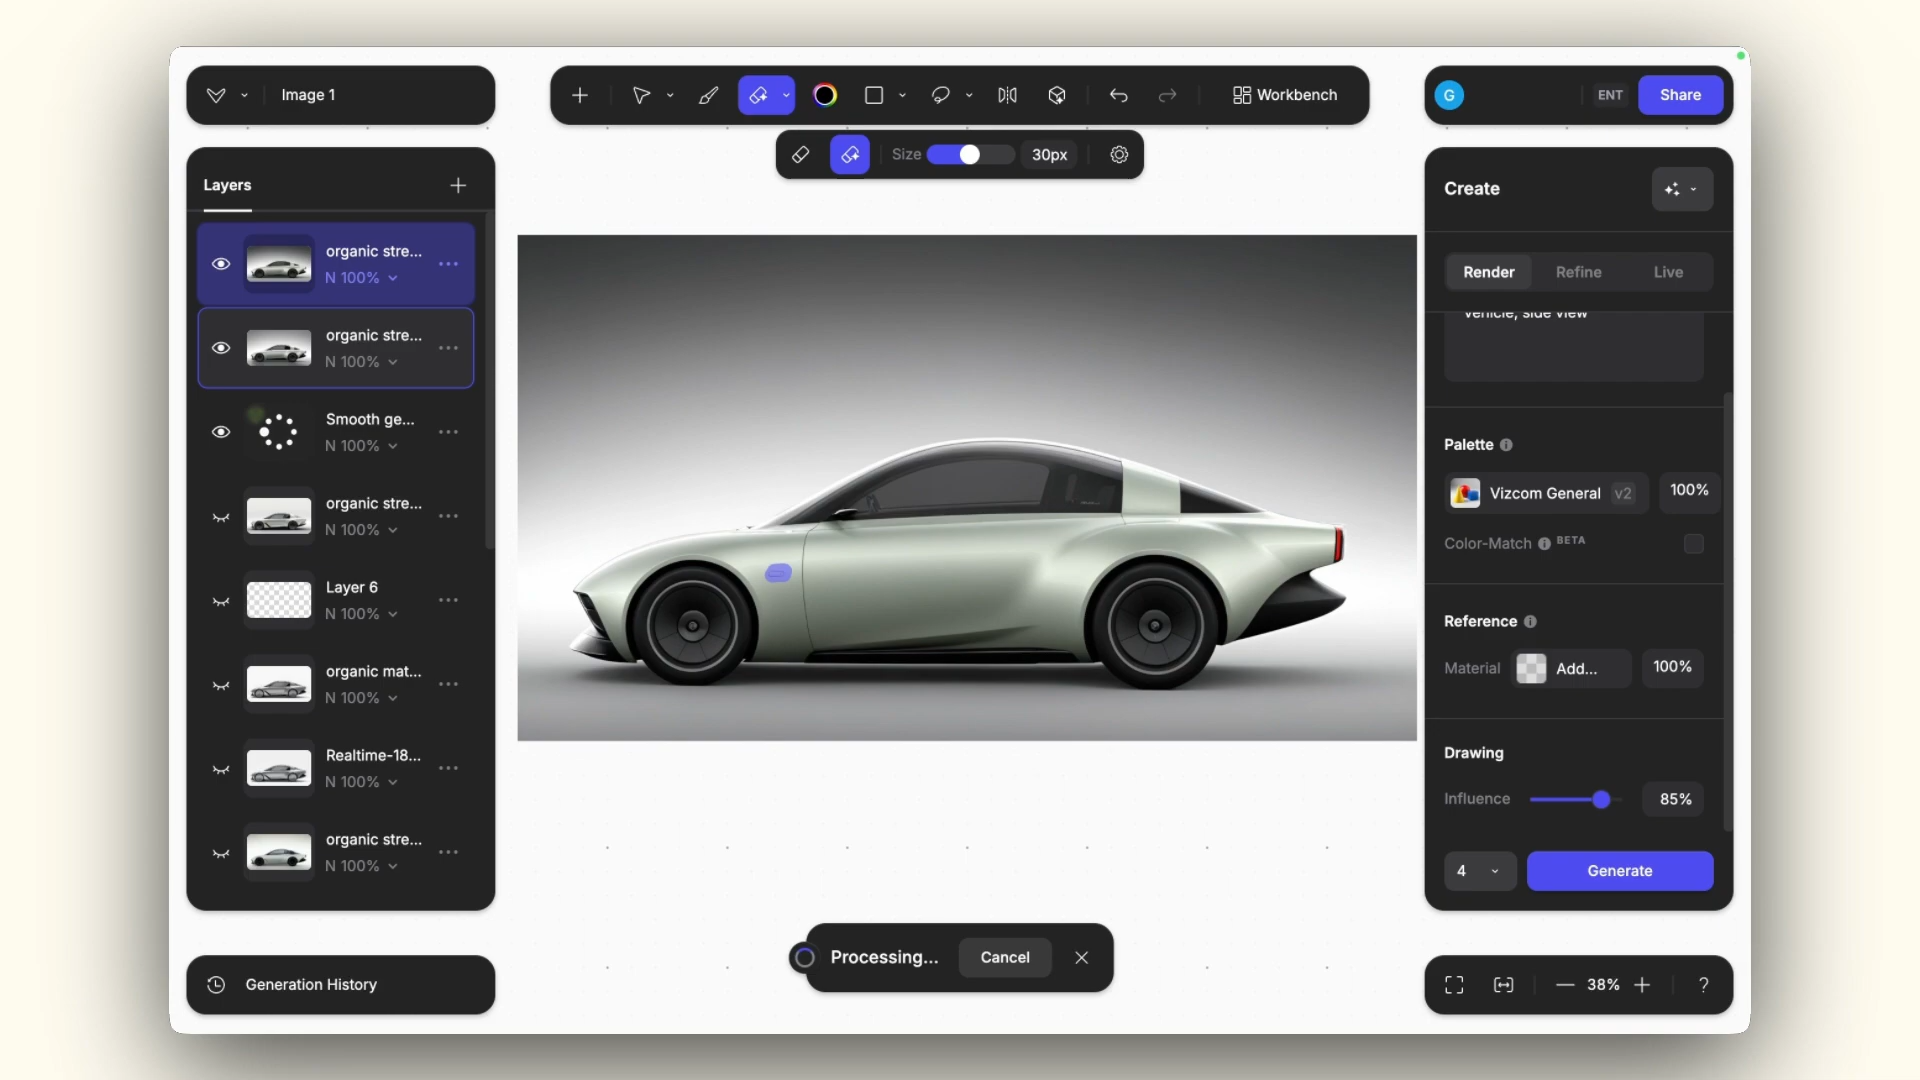 Image 1
Workbench
G
ENT
Share
Size
30px
Layers
organic stre...
N 100%
organic stre...
N 100%
Smooth ge...
N 100%
organic stre...
N 100%
Layer 6
N 100%
organic mat...
N 100%
Realtime-18...
N 100%
organic stre...
N 100%
Generation History
Create
Render
Refine
Live
vehicle, side view
Palette
Vizcom General v2
100%
Color-Match BETA
Reference
Material
Add...
100%
Drawing
Influence
85%
4
Generate
Processing...
Cancel
38%
?